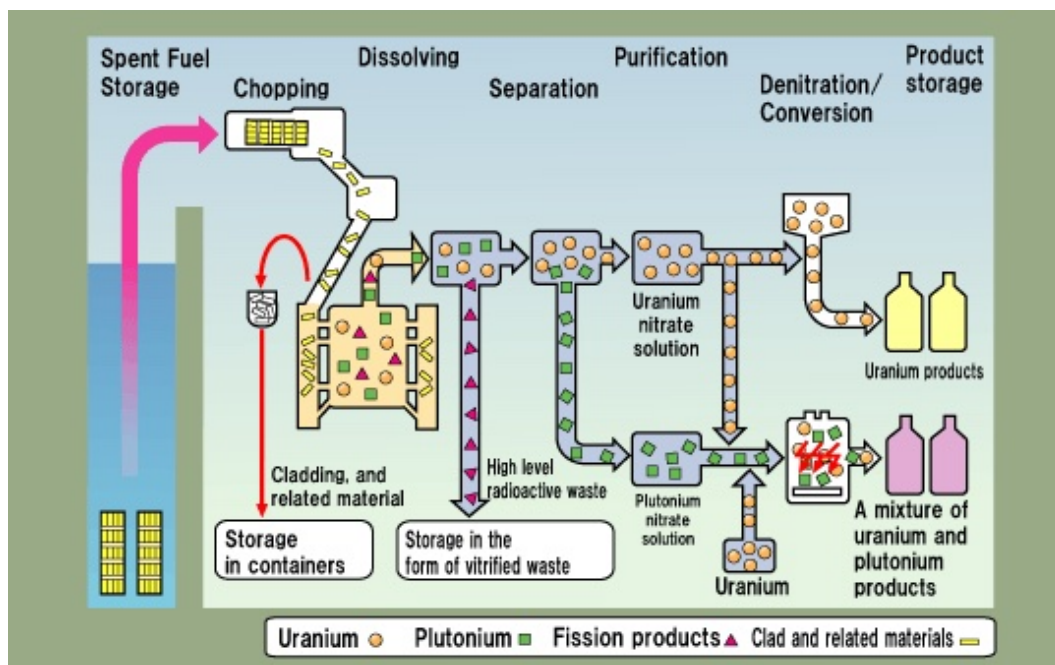 Spent Fuel
Storage
Chopping
Dissolving
Separation
Purification
Denitration/
Conversion
Product
storage
Uranium
nitrate
solution
Uranium products
Cladding, and
related material
High level
radioactive waste
Plutonium
nitrate
solution
Storage
in containers
Storage in the
form of vitrified waste
Uranium
A mixture of
uranium and
plutonium
products
Uranium Plutonium Fission products Clad and related materials